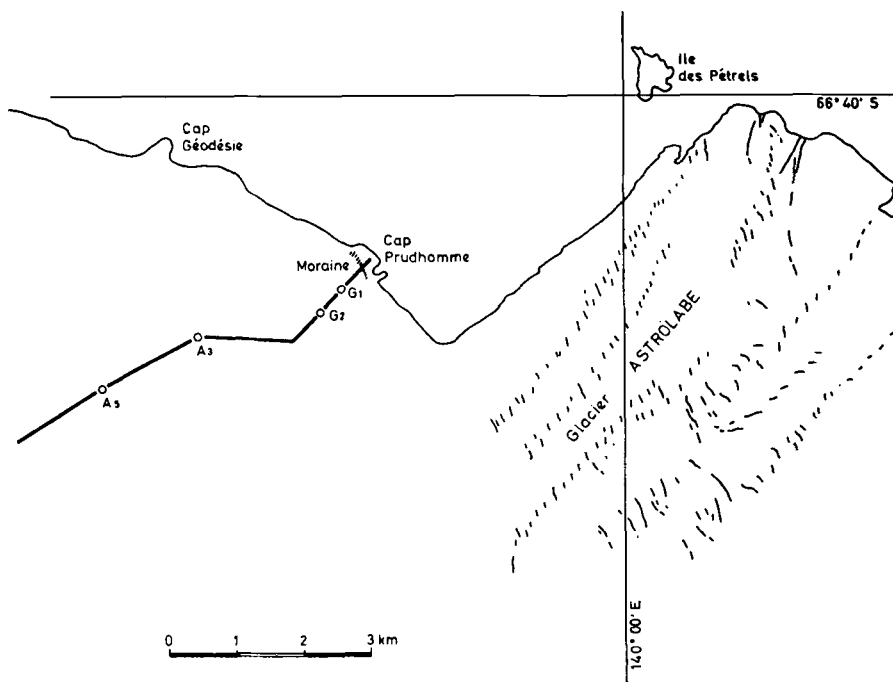 Ile
des Pétrels
66° 40' S
Cap
Géodésie
Cap
Prudhomme
Moraine
G1
G2
A3
A5
Glacier ASTROLABE
0 1 2 3 km
140° 00' E